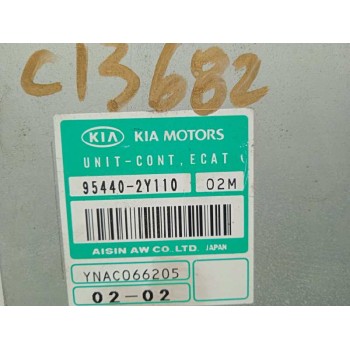 C13682
KIA KIA MOTORS
UNIT-CONT, ECAT
95440-2Y110 02M
AISIN AW CO.,LTD. JAPAN
YNAC066205
02-02